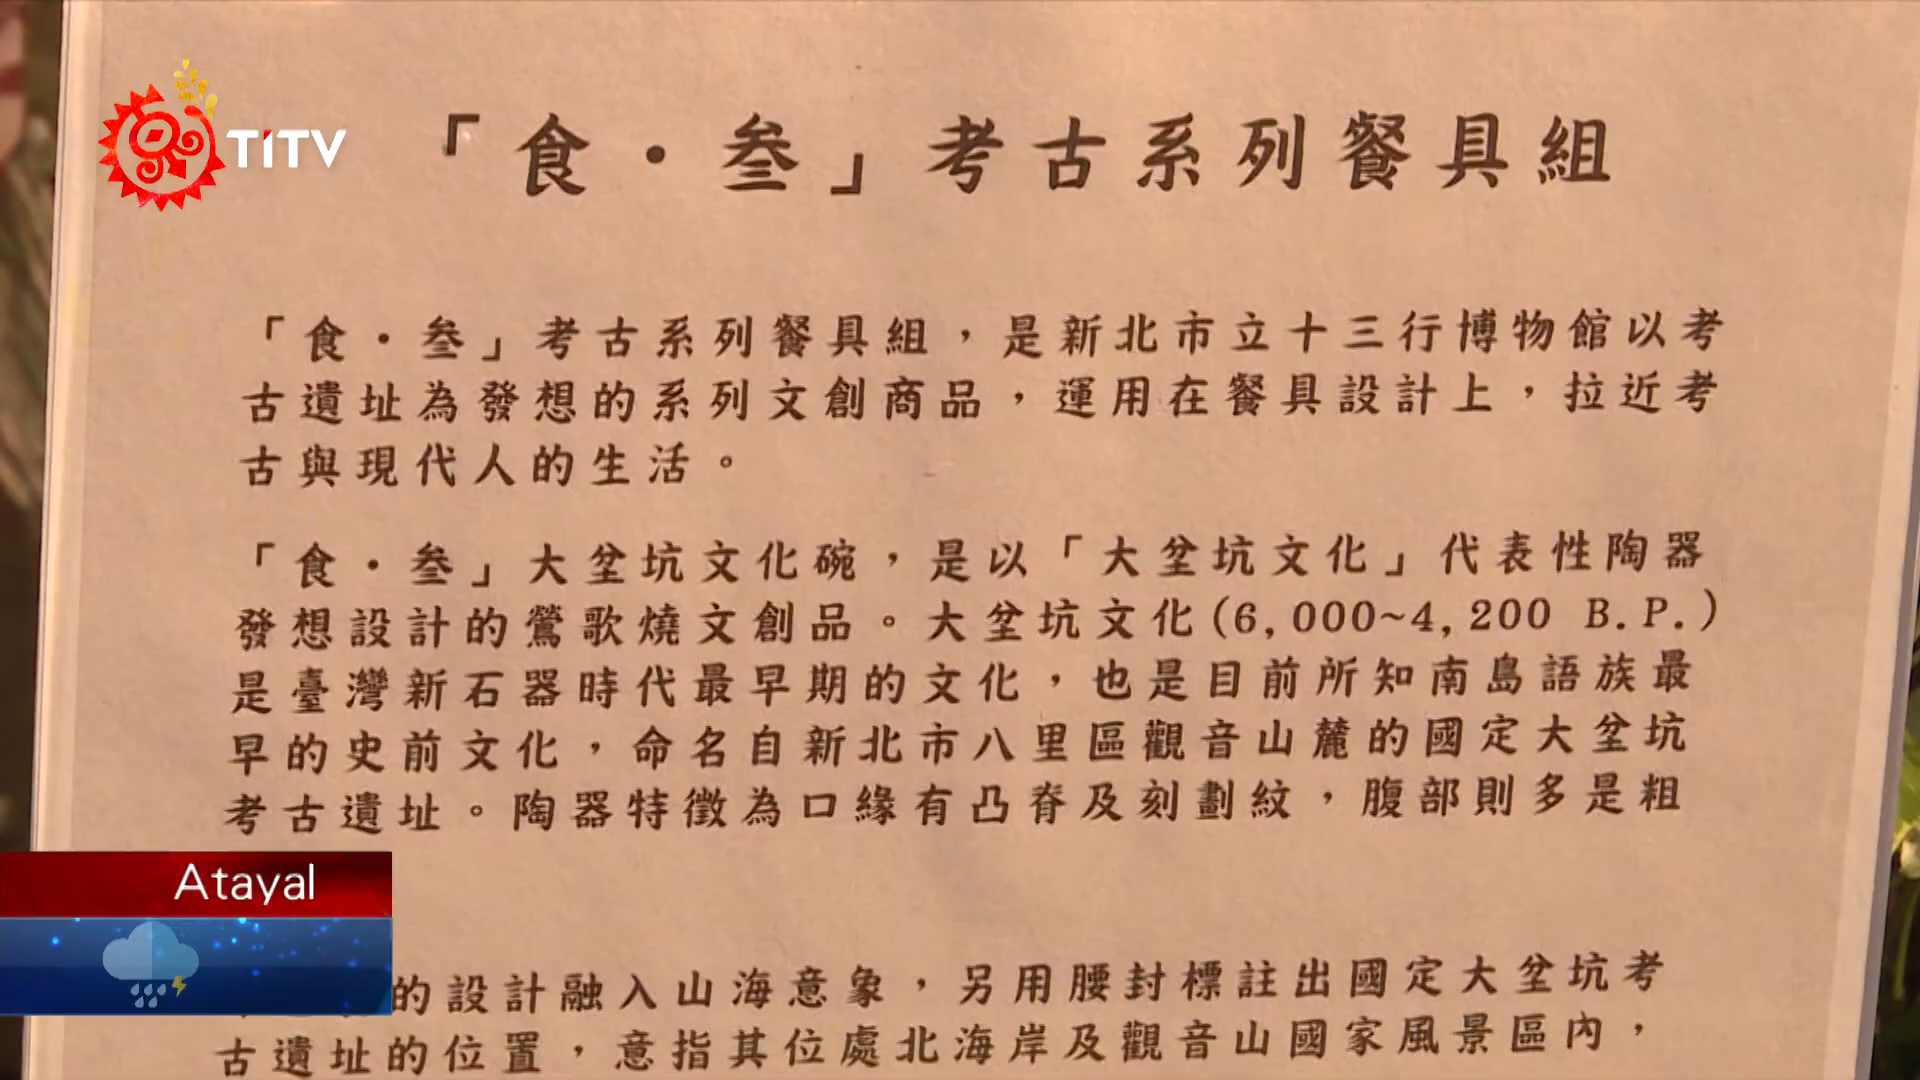 TiTV
「食·叁」考古系列餐具組
「食·叁」考古系列餐具組，是新北市立十三行博物館以考
古遺址為發想的系列文創商品，運用在餐具設計上，拉近考
古與現代人的生活。
「食·叁」大坌坑文化碗，是以「大坌坑文化」代表性陶器
發想設計的鶯歌燒文創品。大坌坑文化(6,000~4,200 B.P.)
是臺灣新石器時代最早期的文化，也是目前所知南島語族最
早的史前文化，命名自新北市八里區觀音山麓的國定大坌坑
考古遺址。陶器特徵為口緣有凸脊及刻劃紋，腹部則多是粗
Atayal
的設計融入山海意象，另用腰封標註出國定大坌坑考
古遺址的位置，意指其位處北海岸及觀音山國家風景區內，